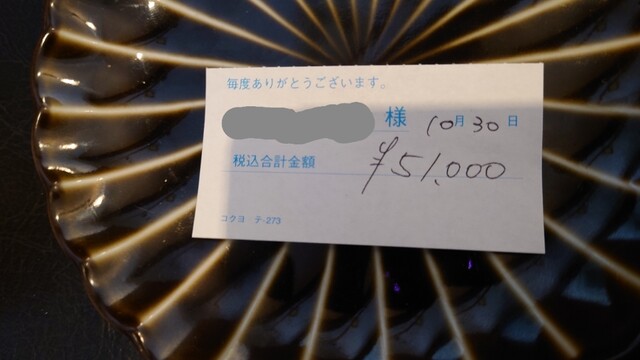 毎度ありがとうございます。
様 10月30日
税込合計金額 ¥51,000
コクヨ テ-273